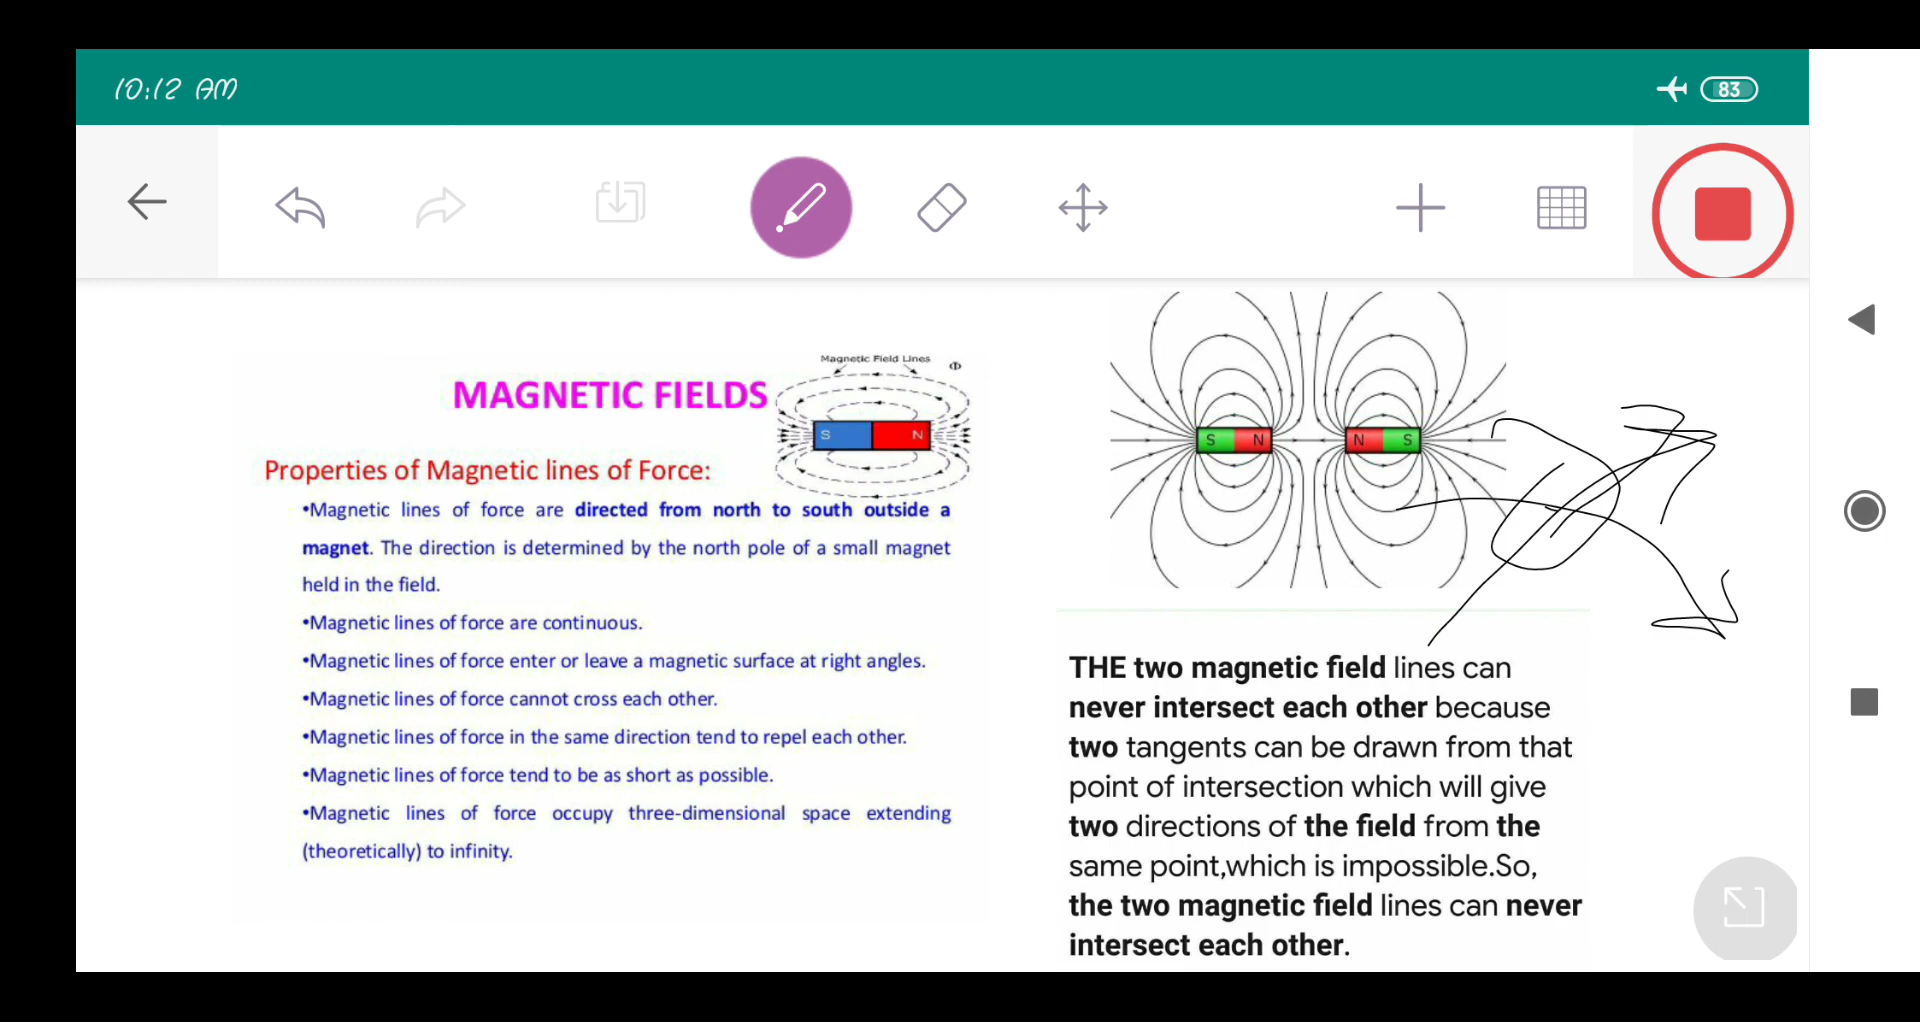 10:12 AM
83
Magnetic Field Lines
Φ
MAGNETIC FIELDS
S N
S N N S
Properties of Magnetic lines of Force:
•Magnetic lines of force are directed from north to south outside a
magnet. The direction is determined by the north pole of a small magnet
held in the field.
•Magnetic lines of force are continuous.
•Magnetic lines of force enter or leave a magnetic surface at right angles.
•Magnetic lines of force cannot cross each other.
•Magnetic lines of force in the same direction tend to repel each other.
•Magnetic lines of force tend to be as short as possible.
•Magnetic lines of force occupy three-dimensional space extending
(theoretically) to infinity.
THE two magnetic field lines can
never intersect each other because
two tangents can be drawn from that
point of intersection which will give
two directions of the field from the
same point,which is impossible.So,
the two magnetic field lines can never
intersect each other.